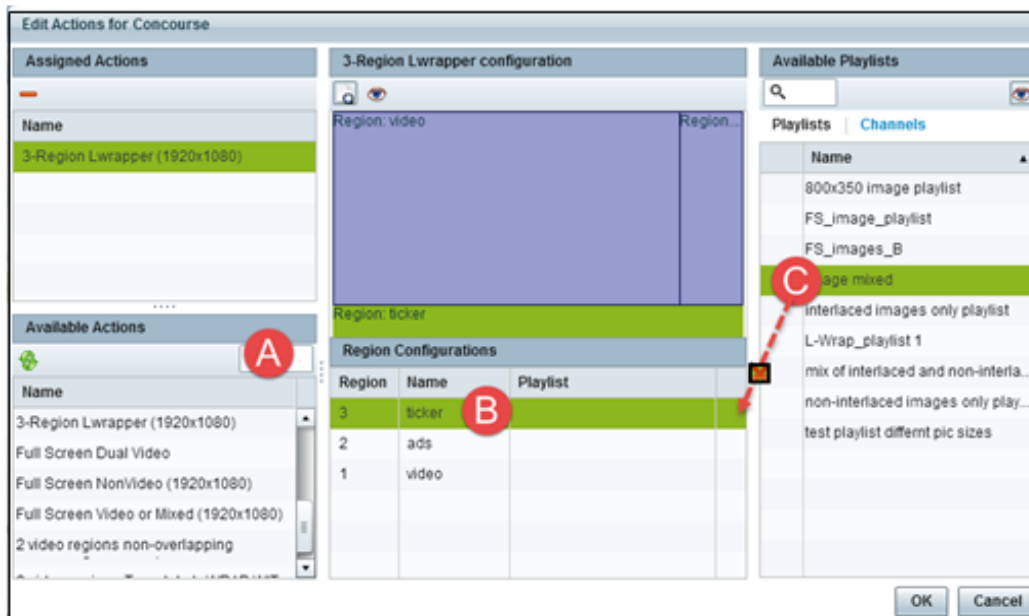 Edit Actions for Concourse
Assigned Actions
Name
3-Region Lwrapper (1920x1080)
Available Actions
A
Name
3-Region Lwrapper (1920x1080)
Full Screen Dual Video
Full Screen NonVideo (1920x1080)
Full Screen Video or Mixed (1920x1080)
2 video regions non-overlapping
3-Region Lwrapper configuration
Region: video
Region...
Region: ticker
Region Configurations
Region Name Playlist
3 ticker B
2 ads
1 video
Available Playlists
Playlists | Channels
Name
800x350 image playlist
FS_image_playlist
FS_images_B
C age mixed
interlaced images only playlist
L-Wrap_playlist 1
mix of interlaced and non-interla...
non-interlaced images only play...
test playlist differnt pic sizes
OK Cancel